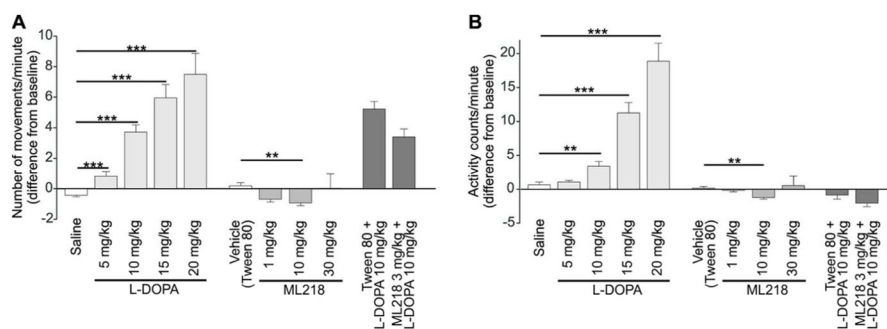 A
Number of movements/minute
(difference from baseline)
10
8
6
4
2
0
-2
***
***
***
***
**
Saline
5 mg/kg
10 mg/kg
15 mg/kg
20 mg/kg
L-DOPA
Vehicle
(Tween 80)
1 mg/kg
10 mg/kg
30 mg/kg
ML218
Tween 80 +
L-DOPA 10 mg/kg
ML218 3 mg/kg +
L-DOPA 10 mg/kg
B
Activity counts/minute
(difference from baseline)
20
15
10
5
0
-5
***
***
**
**
Saline
5 mg/kg
10 mg/kg
15 mg/kg
20 mg/kg
L-DOPA
Vehicle
(Tween 80)
1 mg/kg
10 mg/kg
30 mg/kg
ML218
Tween 80 +
L-DOPA 10 mg/kg
ML218 3 mg/kg +
L-DOPA 10 mg/kg